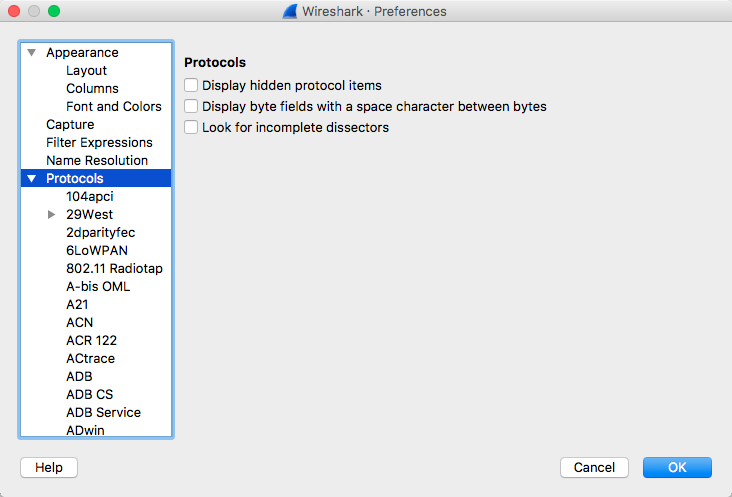 Wireshark · Preferences
Appearance
Layout
Columns
Font and Colors
Capture
Filter Expressions
Name Resolution
Protocols
104apci
29West
2dparityfec
6LoWPAN
802.11 Radiotap
A-bis OML
A21
ACN
ACR 122
ACtrace
ADB
ADB CS
ADB Service
ADwin
Protocols
Display hidden protocol items
Display byte fields with a space character between bytes
Look for incomplete dissectors
Help
Cancel
OK